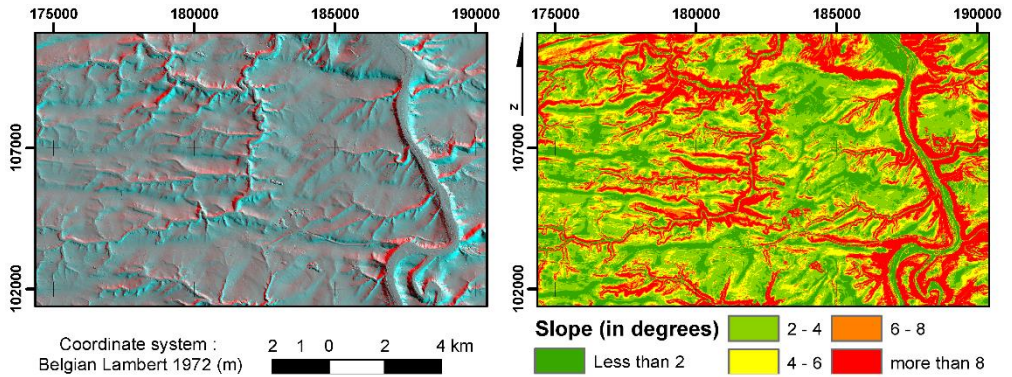 175000 180000 185000 190000
175000 180000 185000 190000
107000
102000
z
107000
102000
Coordinate system :
Belgian Lambert 1972 (m)
2 1 0 2 4 km
Slope (in degrees)
Less than 2
2 - 4
4 - 6
6 - 8
more than 8